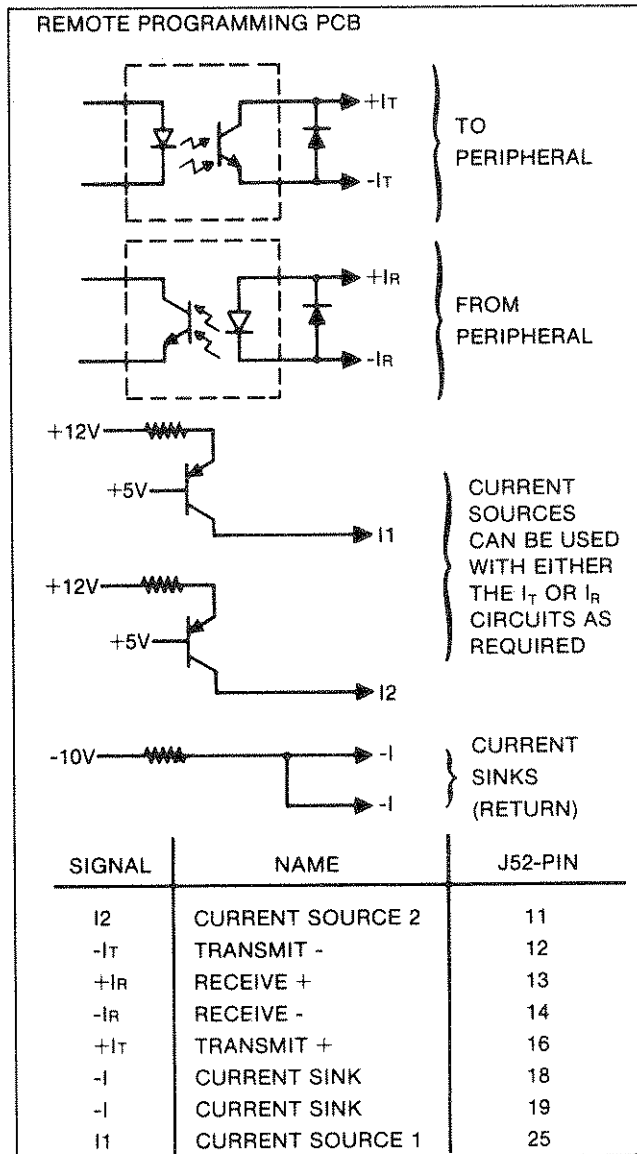 REMOTE PROGRAMMING PCB
+IT
-IT
TO
PERIPHERAL
+IR
-IR
FROM
PERIPHERAL
+12V
+5V
I1
+12V
+5V
I2
CURRENT
SOURCES
CAN BE USED
WITH EITHER
THE IT OR IR
CIRCUITS AS
REQUIRED
-10V
-I
-I
CURRENT
SINKS
(RETURN)
SIGNAL NAME J52-PIN
I2 CURRENT SOURCE 2 11
-IT TRANSMIT - 12
+IR RECEIVE + 13
-IR RECEIVE - 14
+IT TRANSMIT + 16
-I CURRENT SINK 18
-I CURRENT SINK 19
I1 CURRENT SOURCE 1 25